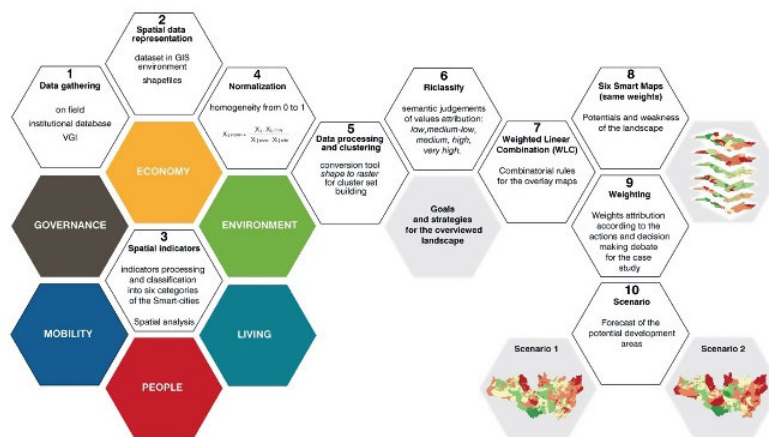 1
Data gathering
on field
institutional database
VGI
2
Spatial data
representation
dataset in GIS
environment
shapefiles
4
Normalization
homogeneity from 0 to 1
ECONOMY
GOVERNANCE
ENVIRONMENT
3
Spatial indicators
indicators processing
and classification
into six categories
of the Smart-cities
Spatial analysis
MOBILITY
LIVING
PEOPLE
5
Data processing
and clustering
conversion tool
shape to raster
for cluster set
building
6
Riclassify
semantic judgements
of values attribution:
low,medium-low,
medium, high,
very high.
Goals
and strategies
for the overviewed
landscape
7
Weighted Linear
Combination (WLC)
Combinatorial rules
for the overlay maps
8
Six Smart Maps
(same weights)
Potentials and weakness
of the landscape
9
Weighting
Weights attribution
according to the
actions and decision
making debate
for the case
study
10
Scenario
Forecast of the
potential development
areas
Scenario 1
Scenario 2